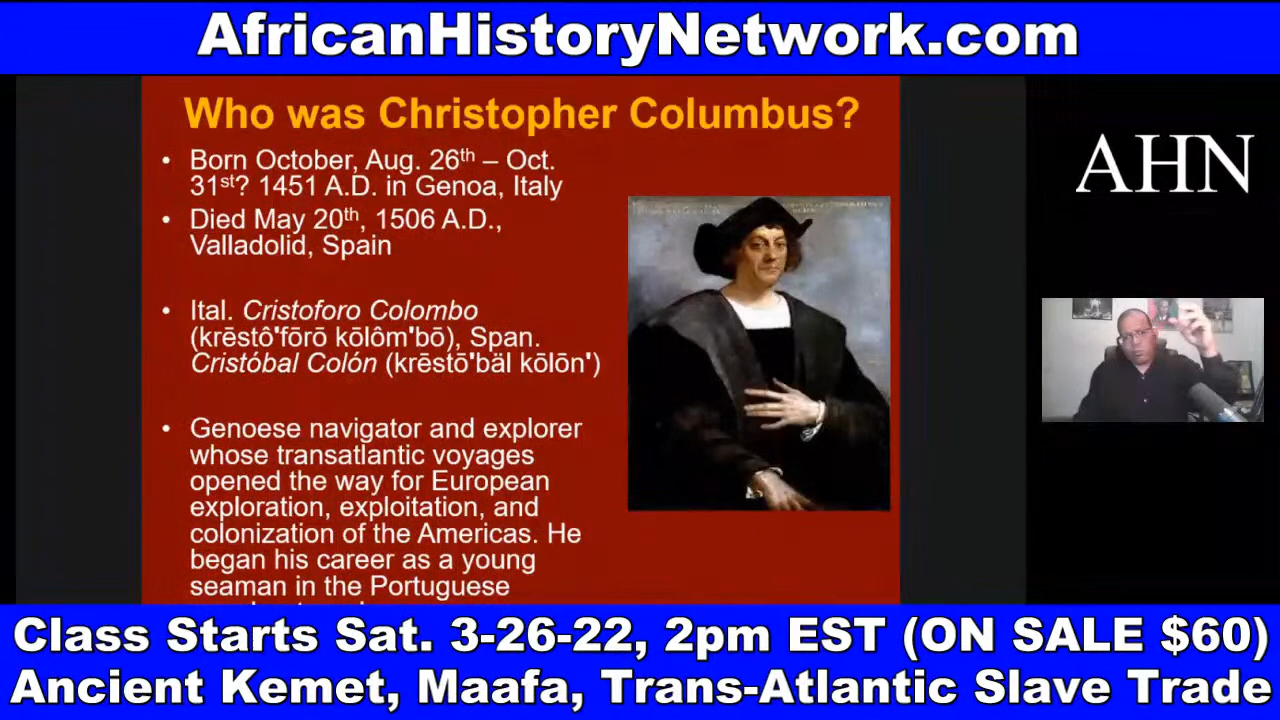 AfricanHistoryNetwork.com
Who was Christopher Columbus?
• Born October, Aug. 26th – Oct.
31st? 1451 A.D. in Genoa, Italy
• Died May 20th, 1506 A.D.,
Valladolid, Spain
• Ital. Cristoforo Colombo
(krēstô'fōrō kōlôm'bō), Span.
Cristóbal Colón (krēstō'bäl kōlōn')
• Genoese navigator and explorer
whose transatlantic voyages
opened the way for European
exploration, exploitation, and
colonization of the Americas. He
began his career as a young
seaman in the Portuguese
AHN
Class Starts Sat. 3-26-22, 2pm EST (ON SALE $60)
Ancient Kemet, Maafa, Trans-Atlantic Slave Trade